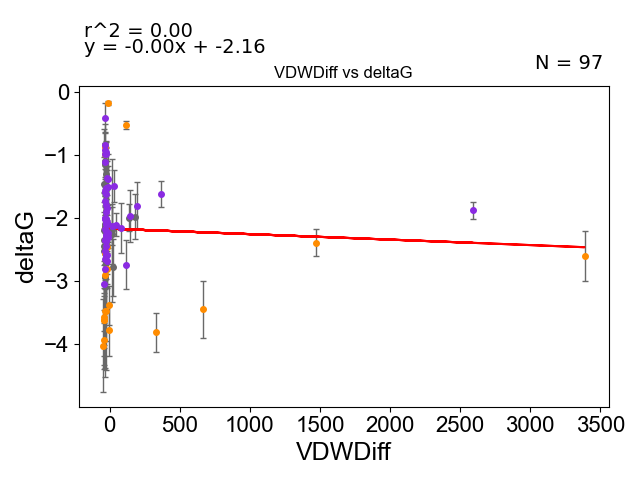 r^2 = 0.00
y = -0.00x + -2.16
N = 97
VDWDiff vs deltaG
0
−1
−2
−3
−4
deltaG
0
500
1000
1500
2000
2500
3000
3500
VDWDiff